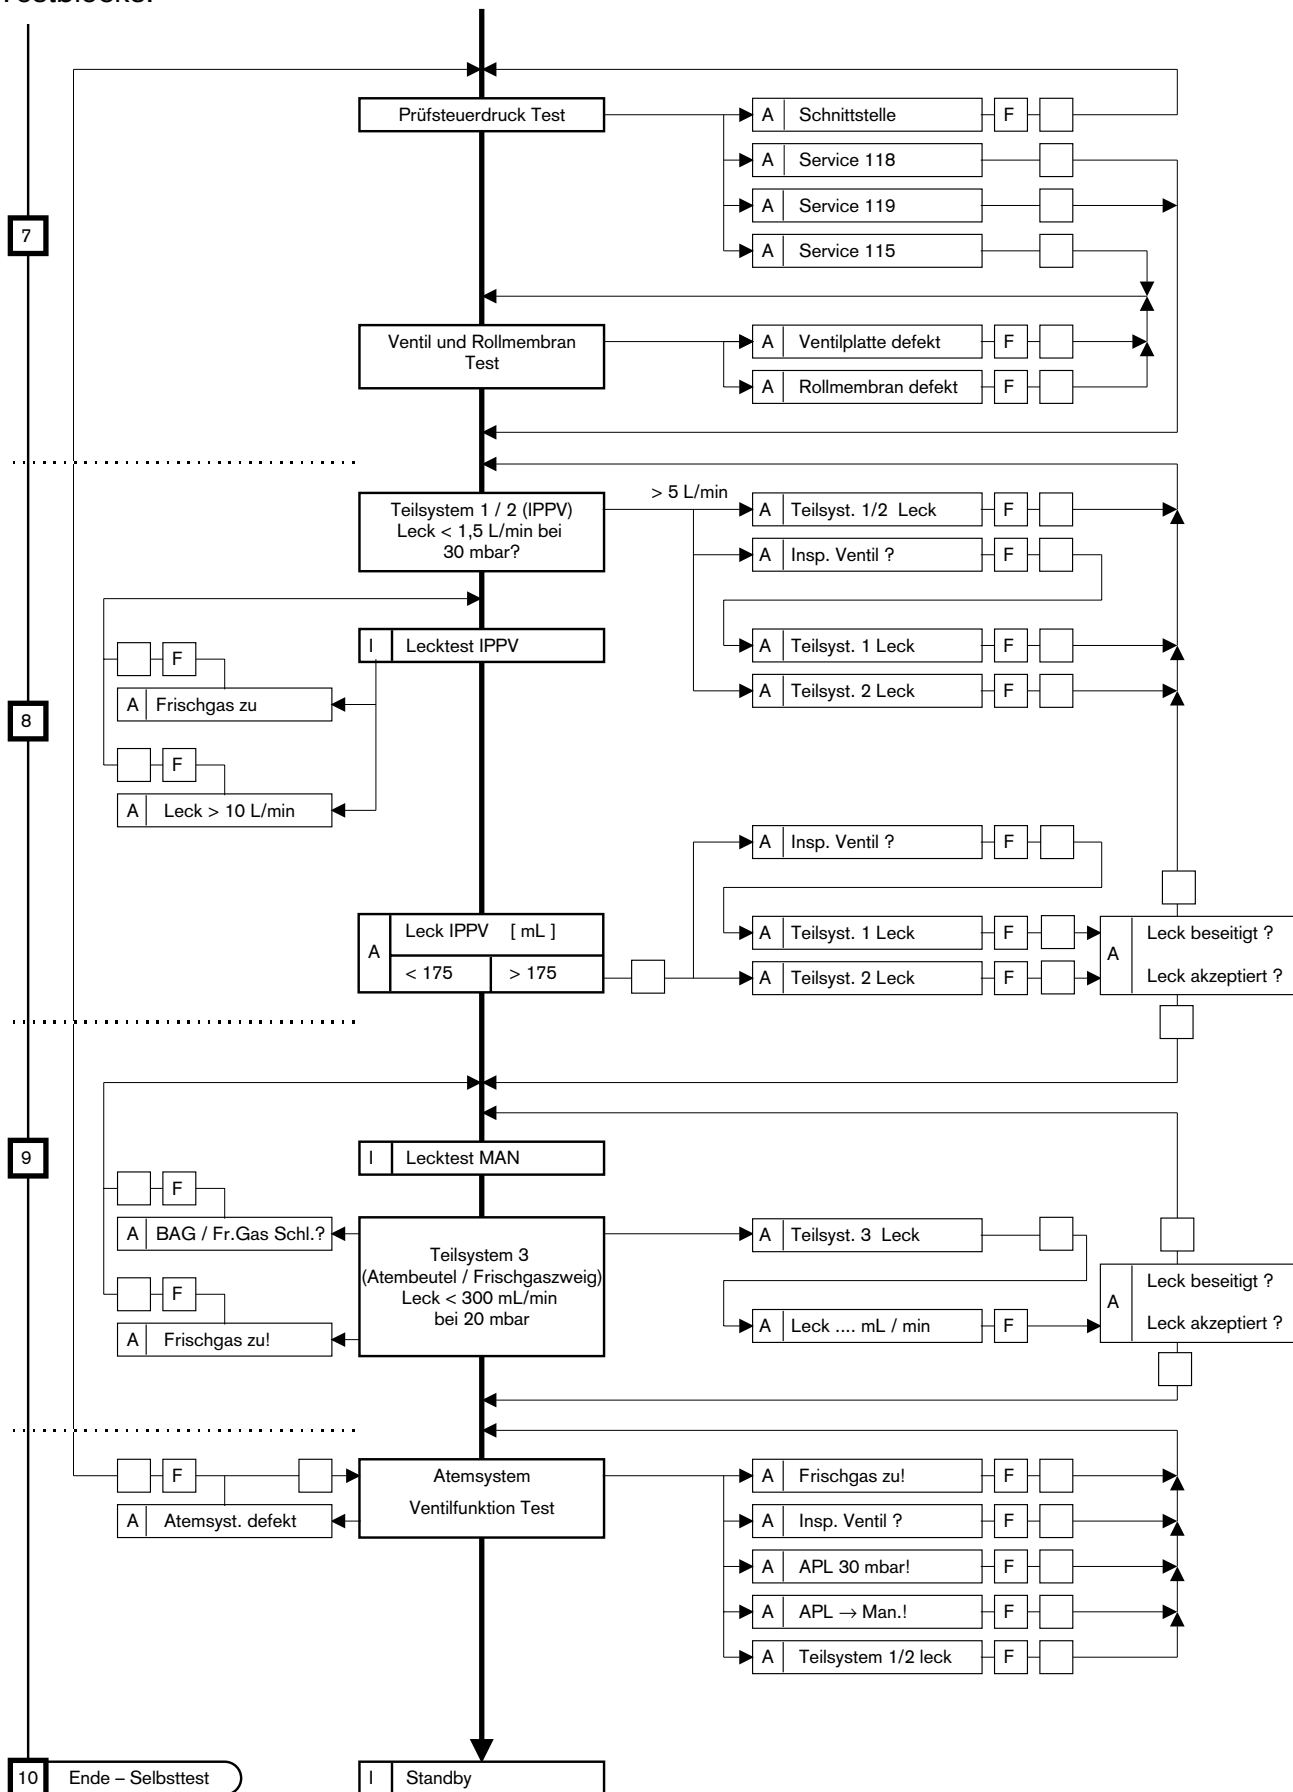 Prüfsteuerdruck Test
A Schnittstelle F
A Service 118
A Service 119
7
A Service 115
Ventil und Rollmembran
Test
A Ventilplatte defekt F
A Rollmembran defekt F
> 5 L/min
Teilsystem 1 / 2 (IPPV)
Leck < 1,5 L/min bei
30 mbar?
A Teilsyst. 1/2 Leck F
A Insp. Ventil ? F
I Lecktest IPPV
A Teilsyst. 1 Leck F
F
A Frischgas zu
A Teilsyst. 2 Leck F
8
F
A Leck > 10 L/min
A Insp. Ventil ? F
A Leck IPPV [ mL ]
< 175 > 175
A Teilsyst. 1 Leck F
A Teilsyst. 2 Leck F
A Leck beseitigt ?
Leck akzeptiert ?
9
I Lecktest MAN
F
A BAG / Fr.Gas Schl.?
Teilsystem 3
(Atembeutel / Frischgaszweig)
Leck < 300 mL/min
bei 20 mbar
A Teilsyst. 3 Leck
F
A Frischgas zu!
A Leck .... mL / min F
A Leck beseitigt ?
Leck akzeptiert ?
F
A Atemsyst. defekt
Atemsystem
Ventilfunktion Test
A Frischgas zu! F
A Insp. Ventil ? F
A APL 30 mbar! F
A APL → Man.! F
A Teilsystem 1/2 leck F
10 Ende – Selbsttest
I Standby